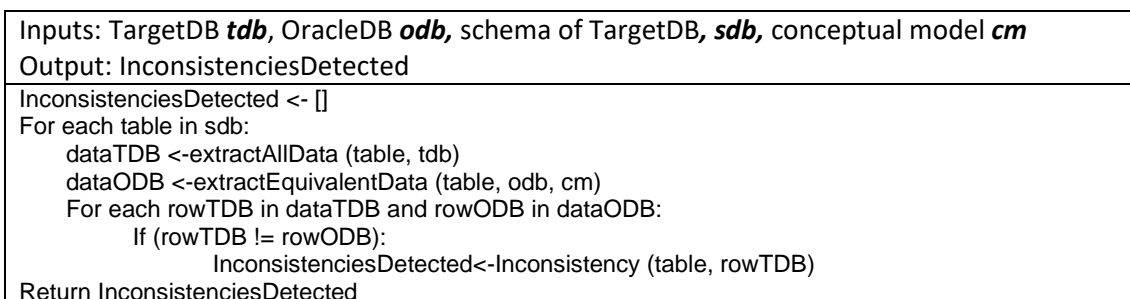 Inputs: TargetDB tdb, OracleDB odb, schema of TargetDB, sdb, conceptual model cm
Output: InconsistenciesDetected
InconsistenciesDetected <- []
For each table in sdb:
dataTDB <-extractAllData (table, tdb)
dataODB <-extractEquivalentData (table, odb, cm)
For each rowTDB in dataTDB and rowODB in dataODB:
If (rowTDB != rowODB):
InconsistenciesDetected<-Inconsistency (table, rowTDB)
Return InconsistenciesDetected